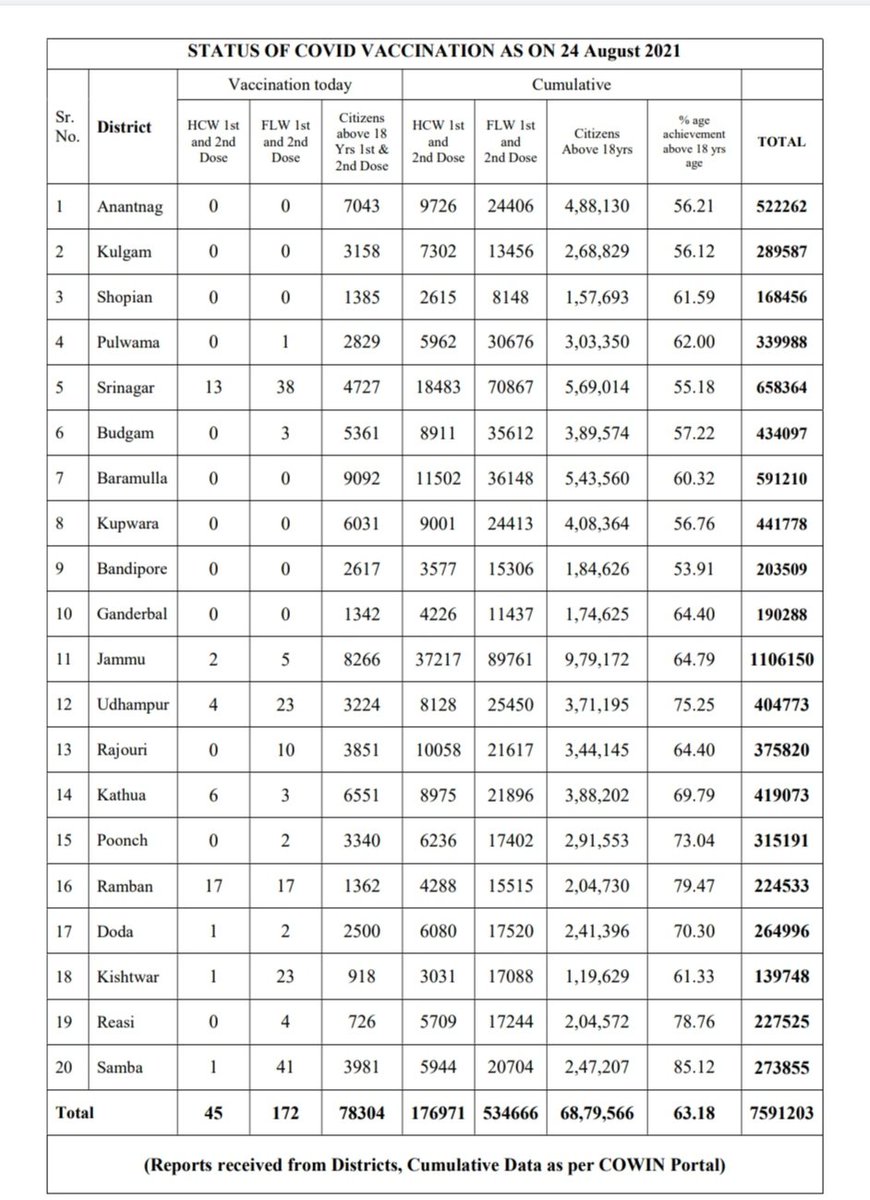 STATUS OF COVID VACCINATION AS ON 24 August 2021
Vaccination today Cumulative
Sr. No. District HCW 1st and 2nd Dose FLW 1st and 2nd Dose Citizens above 18 Yrs 1st & 2nd Dose HCW 1st and 2nd Dose FLW 1st and 2nd Dose Citizens Above 18yrs % age achievement above 18 yrs age TOTAL
1 Anantnag 0 0 7043 9726 24406 4,88,130 56.21 522262
2 Kulgam 0 0 3158 7302 13456 2,68,829 56.12 289587
3 Shopian 0 0 1385 2615 8148 1,57,693 61.59 168456
4 Pulwama 0 1 2829 5962 30676 3,03,350 62.00 339988
5 Srinagar 13 38 4727 18483 70867 5,69,014 55.18 658364
6 Budgam 0 3 5361 8911 35612 3,89,574 57.22 434097
7 Baramulla 0 0 9092 11502 36148 5,43,560 60.32 591210
8 Kupwara 0 0 6031 9001 24413 4,08,364 56.76 441778
9 Bandipore 0 0 2617 3577 15306 1,84,626 53.91 203509
10 Ganderbal 0 0 1342 4226 11437 1,74,625 64.40 190288
11 Jammu 2 5 8266 37217 89761 9,79,172 64.79 1106150
12 Udhampur 4 23 3224 8128 25450 3,71,195 75.25 404773
13 Rajouri 0 10 3851 10058 21617 3,44,145 64.40 375820
14 Kathua 6 3 6551 8975 21896 3,88,202 69.79 419073
15 Poonch 0 2 3340 6236 17402 2,91,553 73.04 315191
16 Ramban 17 17 1362 4288 15515 2,04,730 79.47 224533
17 Doda 1 2 2500 6080 17520 2,41,396 70.30 264996
18 Kishtwar 1 23 918 3031 17088 1,19,629 61.33 139748
19 Reasi 0 4 726 5709 17244 2,04,572 78.76 227525
20 Samba 1 41 3981 5944 20704 2,47,207 85.12 273855
Total 45 172 78304 176971 534666 68,79,566 63.18 7591203
(Reports received from Districts, Cumulative Data as per COWIN Portal)